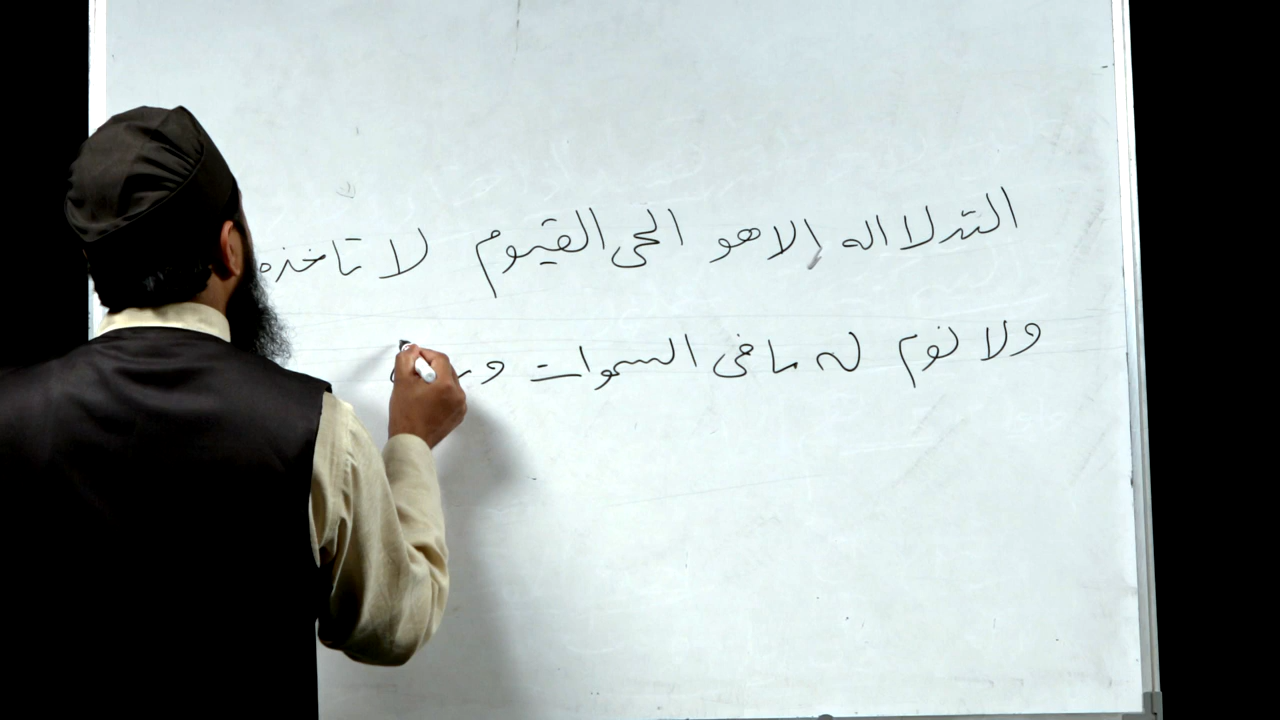 الله لا اله الا هو الحى القيوم لا تاخذه
ولا نوم له ما فى السموات